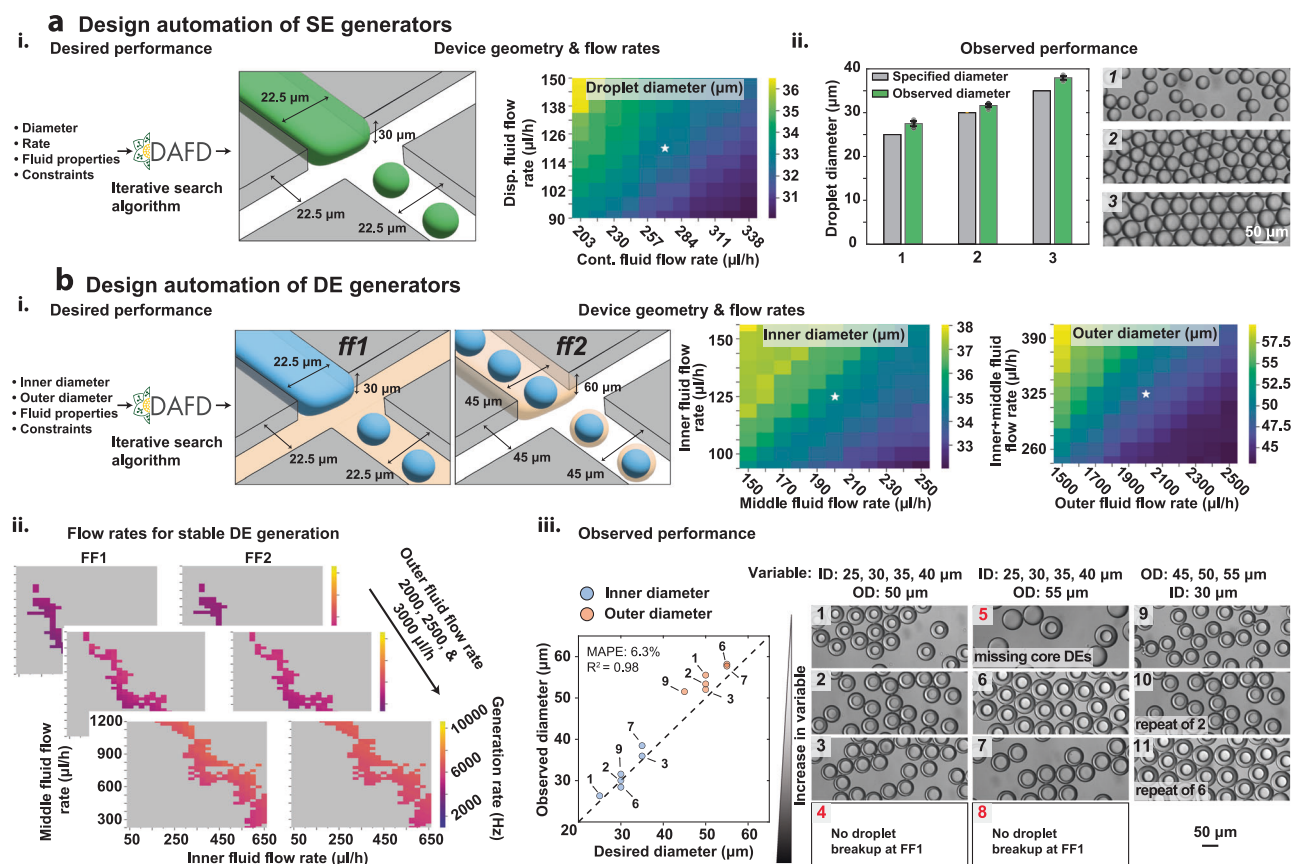 a Design automation of SE generators
i. Desired performance
Device geometry & flow rates
• Diameter
• Rate
• Fluid properties
• Constraints
DAFD
Iterative search
algorithm
22.5 µm
30 µm
22.5 µm
22.5 µm
Droplet diameter (µm)
Disp. fluid flow
rate (µl/h)
150
138
126
114
102
90
203 230 257 284 311 338
Cont. fluid flow rate (µl/h)
36
35
34
33
32
31
ii. Observed performance
Specified diameter
Observed diameter
Droplet diameter (µm)
40
30
20
10
0
1 2 3
1
2
3
50 µm
b Design automation of DE generators
i. Desired performance
Device geometry & flow rates
• Inner diameter
• Outer diameter
• Fluid properties
• Constraints
DAFD
Iterative search
algorithm
ff1
22.5 µm
30 µm
22.5 µm
22.5 µm
ff2
60 µm
45 µm
45 µm
45 µm
Inner diameter (µm)
Inner fluid flow
rate (µl/h)
150
125
100
150 170 190 210 230 250
Middle fluid flow rate (µl/h)
38
37
36
35
34
33
Outer diameter (µm)
Inner+middle fluid
flow rate (µl/h)
390
325
260
1500 1700 1900 2100 2300 2500
Outer fluid flow rate (µl/h)
57.5
55
52.5
50
47.5
45
ii.
Flow rates for stable DE generation
FF1 FF2
Outer fluid flow rate
2000, 2500, &
3000 µl/h
Middle fluid flow
rate (µl/h)
1200
900
600
300
50 250 450 650
50 250 450 650
Inner fluid flow rate (µl/h)
10000
6000
2000
Generation rate (Hz)
iii. Observed performance
Inner diameter
Outer diameter
MAPE: 6.3%
R² = 0.98
Observed diameter (µm)
60
50
40
30
20
20 30 40 50 60
Desired diameter (µm)
1
9
2
6
7
3
9
1
2
3
6
7
Variable: ID: 25, 30, 35, 40 µm
OD: 50 µm
ID: 25, 30, 35, 40 µm
OD: 55 µm
OD: 45, 50, 55 µm
ID: 30 µm
Increase in variable
1
2
3
4
No droplet
breakup at FF1
5
missing core DEs
6
7
8
No droplet
breakup at FF1
9
10
repeat of 2
11
repeat of 6
50 µm